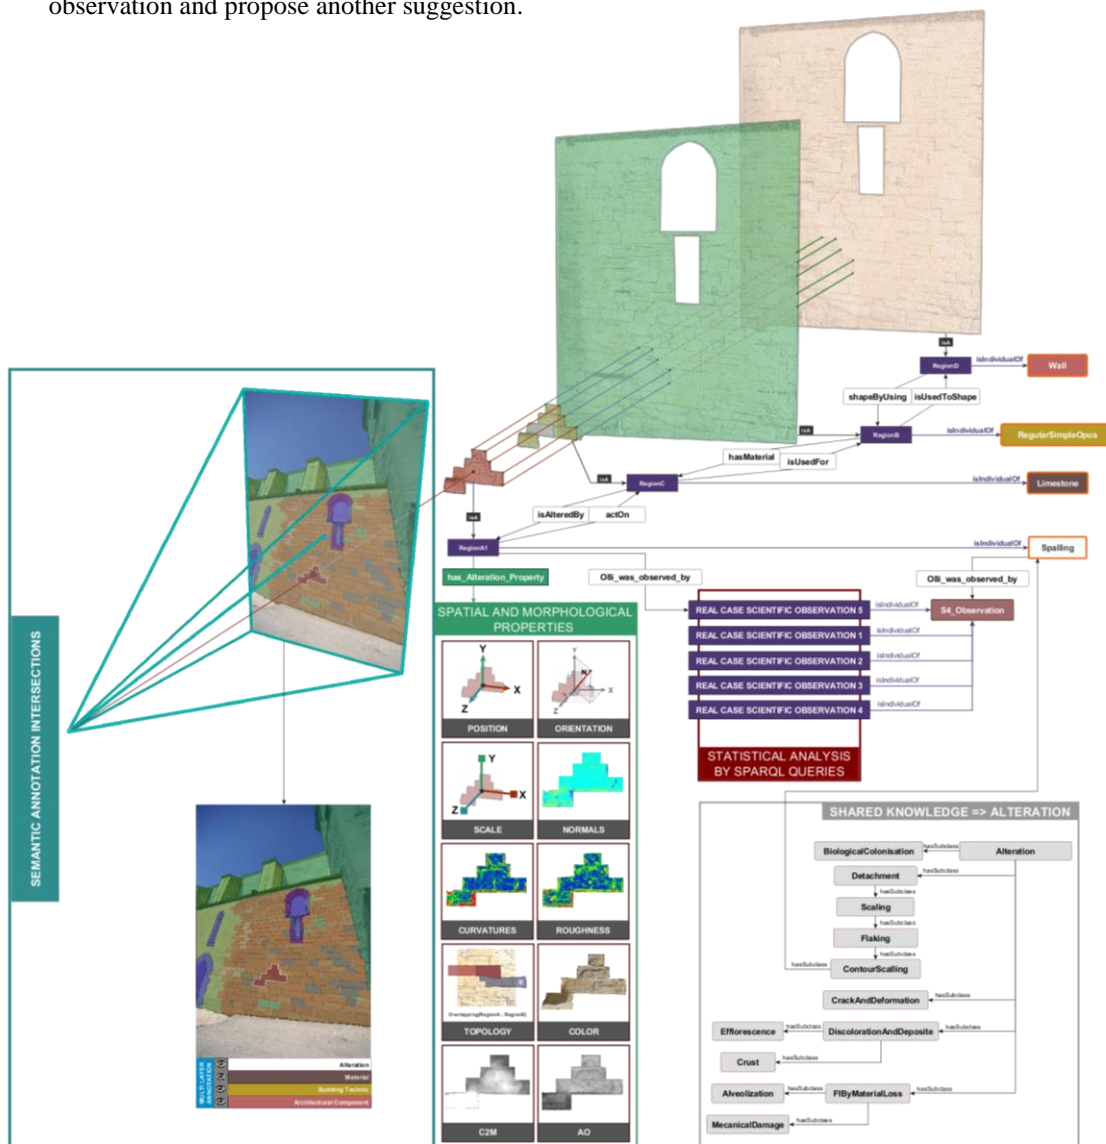 observation and propose another suggestion.
isA
RegionD
isIndividualOf
Wall
shapeByUsing
isUsedToShape
isA
RegionB
isIndividualOf
RegularSimpleOpus
hasMaterial
isUsedFor
isA
RegionC
isIndividualOf
Limestone
isAlteredBy
actOn
isA
RegionA1
isIndividualOf
Spalling
has_Alteration_Property
O8i_was_observed_by
O8i_was_observed_by
SEMANTIC ANNOTATION INTERSECTIONS
SPATIAL AND MORPHOLOGICAL
PROPERTIES
Y
X
Z
POSITION
Y
N
X
Z
ORIENTATION
Y
X
Z
SCALE
NORMALS
CURVATURES
ROUGHNESS
Overlapping(RegionA ; RegionB)
TOPOLOGY
COLOR
C2M
AO
REAL CASE SCIENTIFIC OBSERVATION 5
isIndividualOf
S4_Observation
REAL CASE SCIENTIFIC OBSERVATION 1
isIndividualOf
REAL CASE SCIENTIFIC OBSERVATION 2
isIndividualOf
REAL CASE SCIENTIFIC OBSERVATION 3
isIndividualOf
REAL CASE SCIENTIFIC OBSERVATION 4
isIndividualOf
STATISTICAL ANALYSIS
BY SPARQL QUERIES
SHARED KNOWLEDGE => ALTERATION
BiologicalColonisation
hasSubclass
Alteration
Detachment
hasSubclass
hasSubclass
Scaling
hasSubclass
Flaking
hasSubclass
hasSubclass
ContourScalling
CrackAndDeformation
hasSubclass
Efflorescence
hasSubclass
DiscolorationAndDeposite
hasSubclass
Crust
hasSubclass
Alveolization
hasSubclass
FIByMaterialLoss
hasSubclass
MecanicalDamage
hasSubclass
MULTI LAYER
ANNOTATION
Alteration
Material
Building Technic
Architectural Component